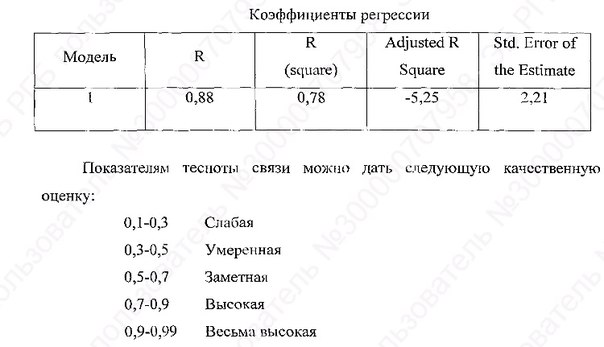 Коэффициенты регрессии
Модель R R (square) Adjusted R Square Std. Error of the Estimate
1 0,88 0,78 -5,25 2,21
Показателям тесноты связи можно дать следующую качественную
оценку:
0,1-0,3 Слабая
0,3-0,5 Умеренная
0,5-0,7 Заметная
0,7-0,9 Высокая
0,9-0,99 Весьма высокая